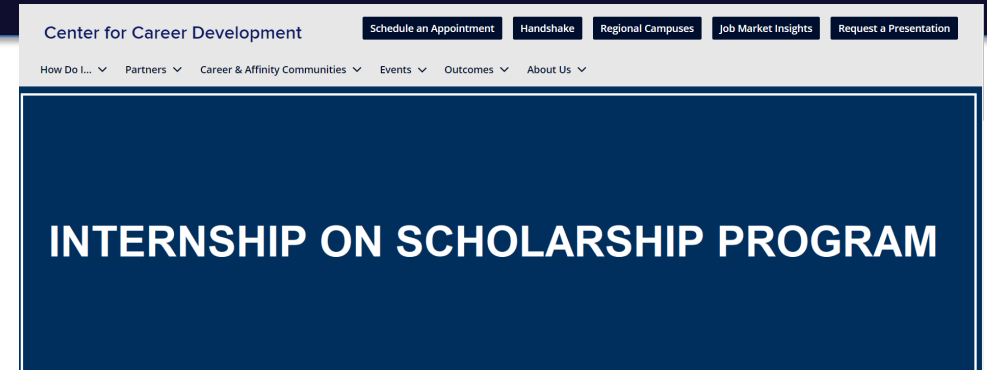 Center for Career Development
Schedule an Appointment Handshake Regional Campuses Job Market Insights Request a Presentation
How Do I... Partners Career & Affinity Communities Events Outcomes About Us
INTERNSHIP ON SCHOLARSHIP PROGRAM